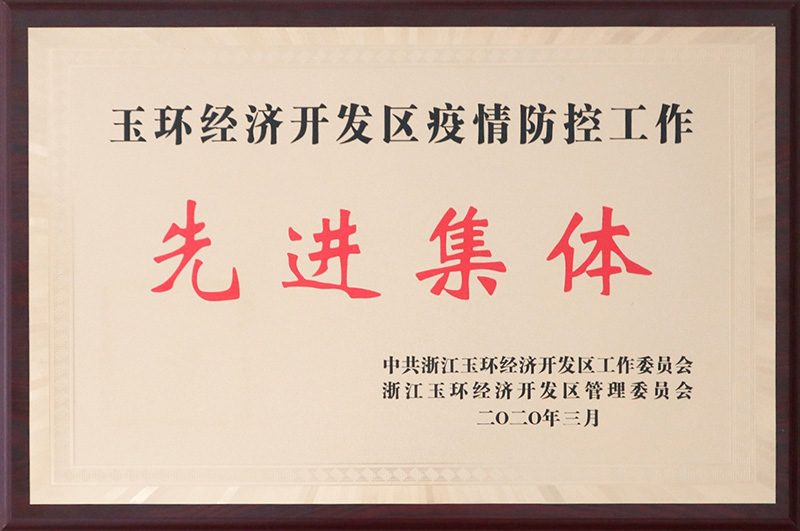 玉环经济开发区疫情防控工作
先进集体
中共浙江玉环经济开发区工作委员会
浙江玉环经济开发区管理委员会
二〇二〇年三月